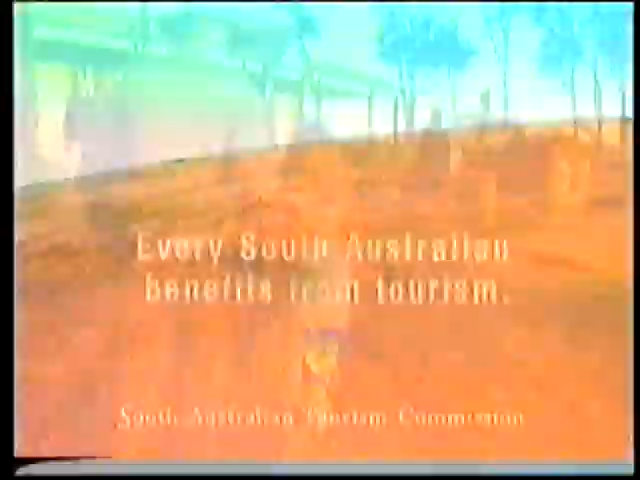 Every South Australian
benefits from tourism.
South Australian Tourism Commission